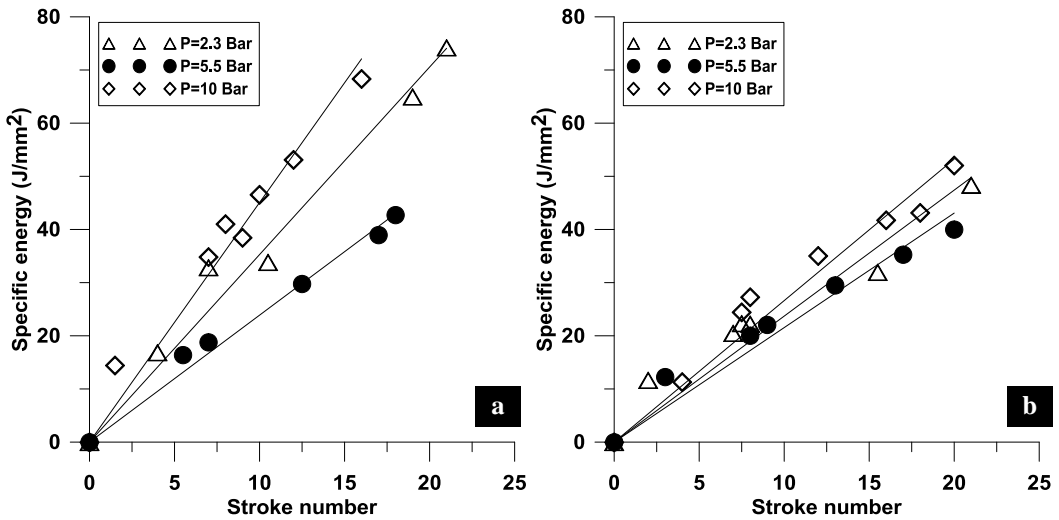 80
60
40
20
0
Specific energy (J/mm²)
P=2.3 Bar
P=5.5 Bar
P=10 Bar
a
0 5 10 15 20 25
Stroke number
80
60
40
20
0
Specific energy (J/mm²)
P=2.3 Bar
P=5.5 Bar
P=10 Bar
b
0 5 10 15 20 25
Stroke number